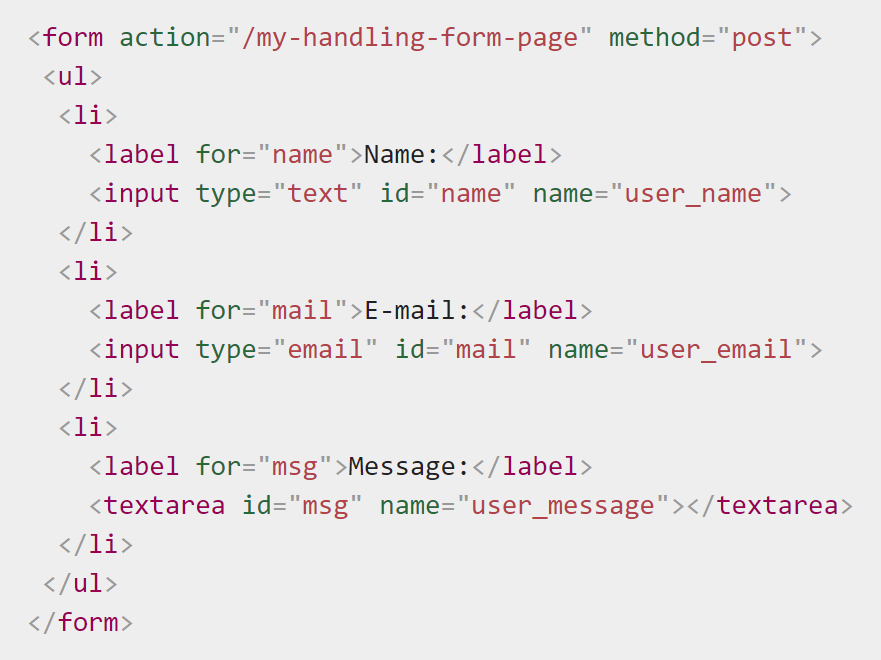 <form action="/my-handling-form-page" method="post">
 <ul>
  <li>
    <label for="name">Name:</label>
    <input type="text" id="name" name="user_name">
  </li>
  <li>
    <label for="mail">E-mail:</label>
    <input type="email" id="mail" name="user_email">
  </li>
  <li>
    <label for="msg">Message:</label>
    <textarea id="msg" name="user_message"></textarea>
  </li>
 </ul>
</form>